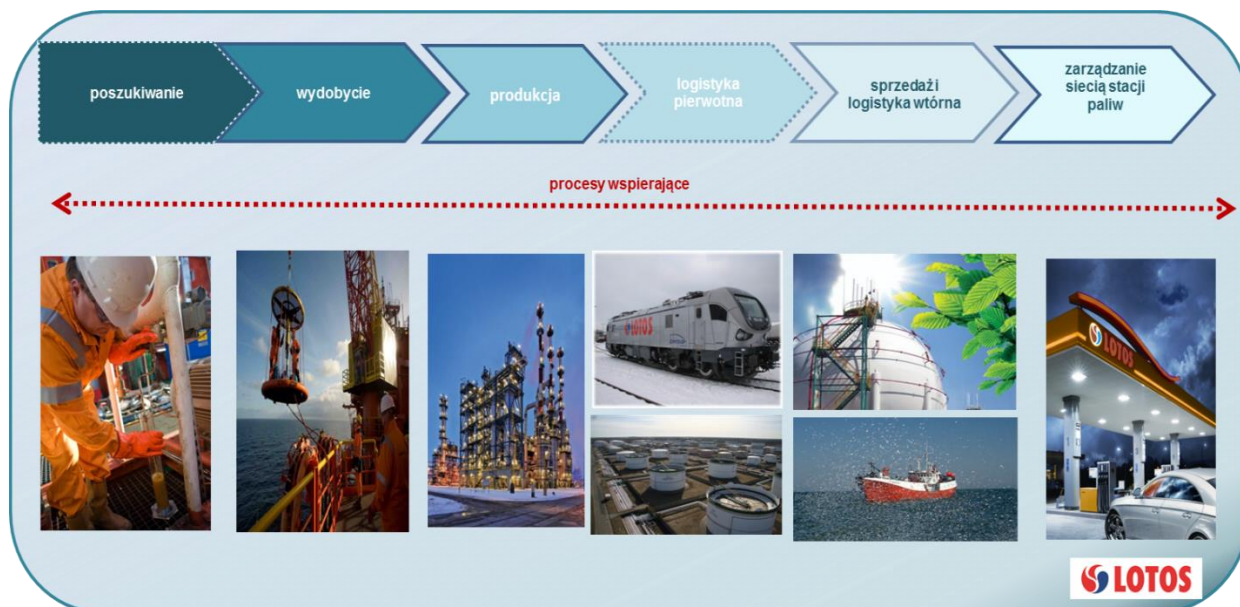 poszukiwanie
wydobycie
produkcja
logistyka
pierwotna
sprzedaż i
logistyka wtórna
zarządzanie
siecią stacji
paliw
procesy wspierające
LOTOS
LOTOS
LOTOS